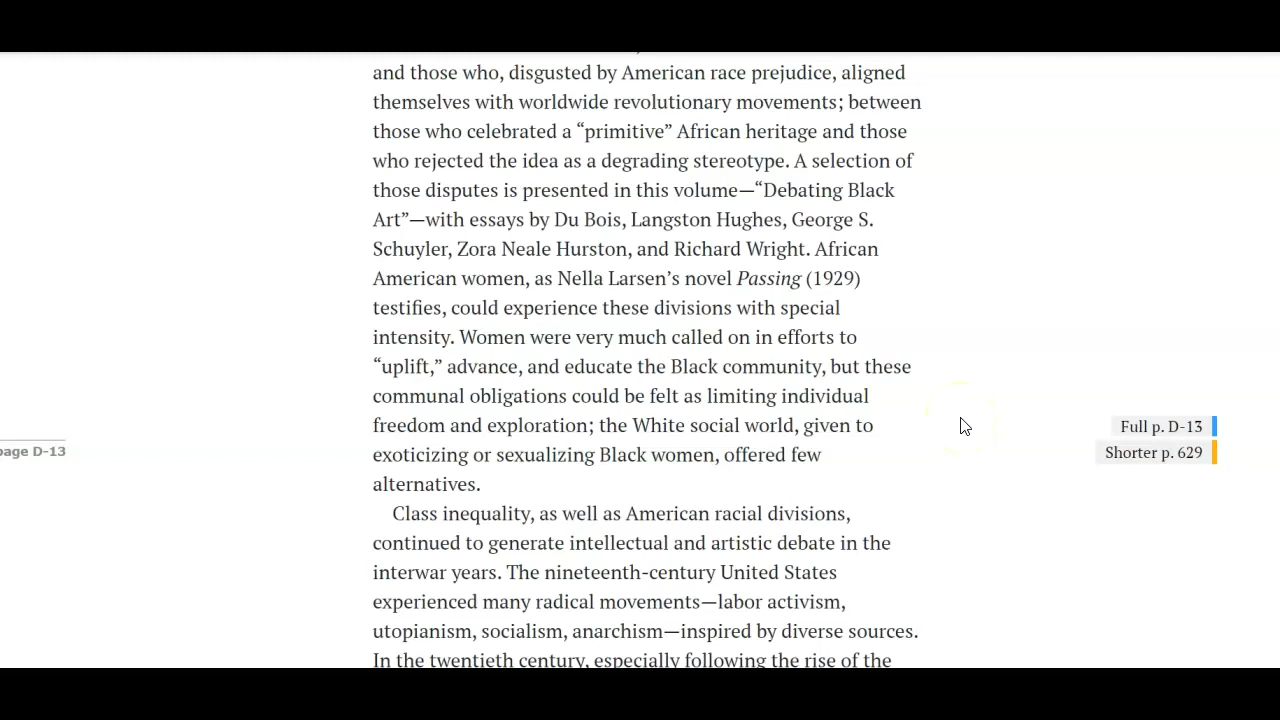 and those who, disgusted by American race prejudice, aligned
themselves with worldwide revolutionary movements; between
those who celebrated a “primitive” African heritage and those
who rejected the idea as a degrading stereotype. A selection of
those disputes is presented in this volume—“Debating Black
Art”—with essays by Du Bois, Langston Hughes, George S.
Schuyler, Zora Neale Hurston, and Richard Wright. African
American women, as Nella Larsen’s novel Passing (1929)
testifies, could experience these divisions with special
intensity. Women were very much called on in efforts to
“uplift,” advance, and educate the Black community, but these
communal obligations could be felt as limiting individual
freedom and exploration; the White social world, given to
exoticizing or sexualizing Black women, offered few
alternatives.
Class inequality, as well as American racial divisions,
continued to generate intellectual and artistic debate in the
interwar years. The nineteenth-century United States
experienced many radical movements—labor activism,
utopianism, socialism, anarchism—inspired by diverse sources.
In the twentieth century, especially following the rise of the
Full p. D-13
Shorter p. 629
age D-13